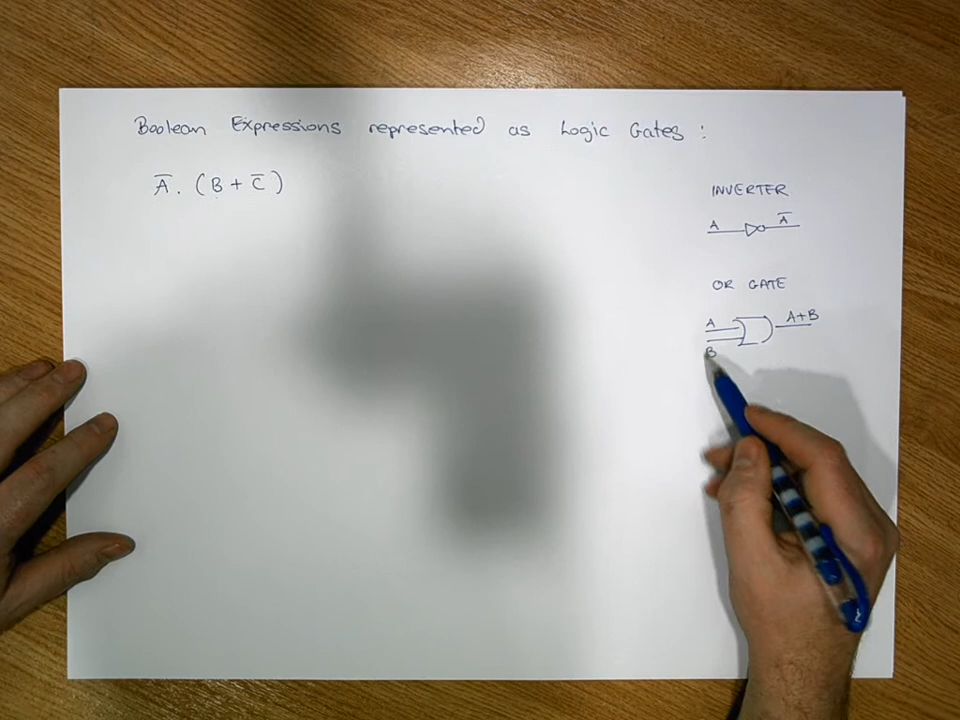 Boolean Expressions represented as Logic Gates :
A̅ . (B + C̅)
INVERTER
A A̅
OR GATE
A A+B
B